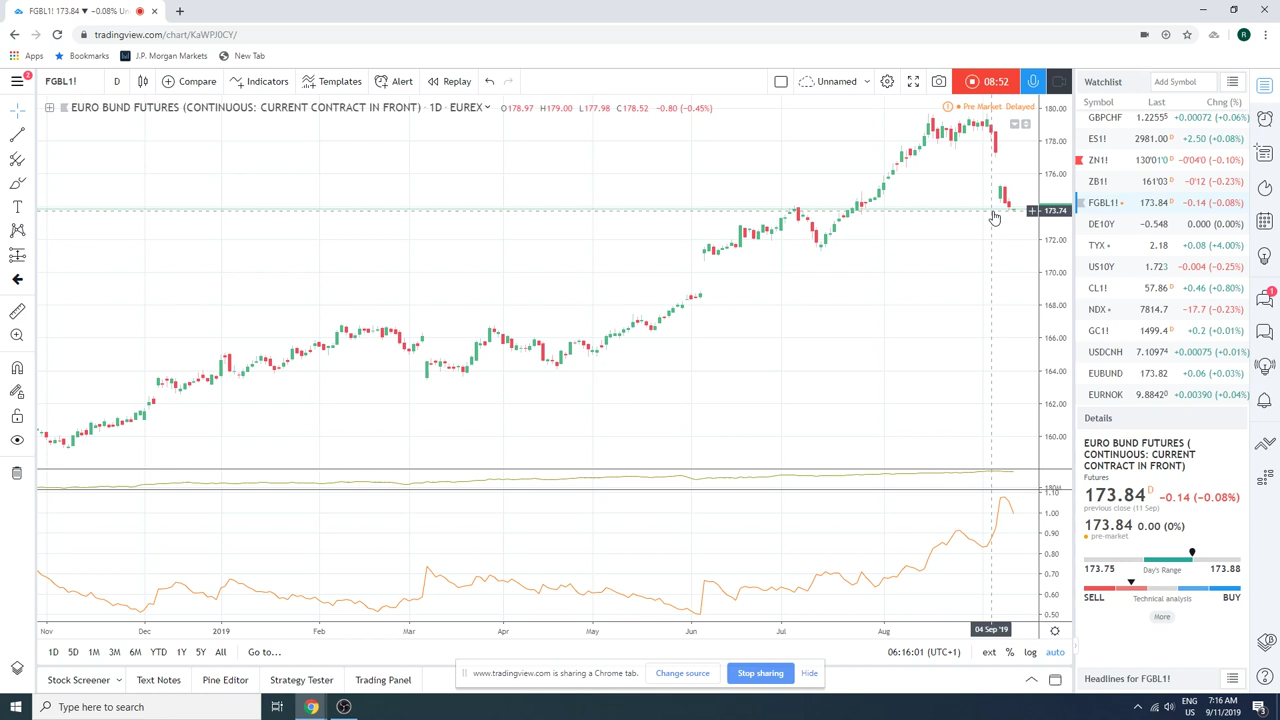 FGBL1! 173.84 ▼ −0.08% Un
tradingview.com/chart/KaWPJ0CY/
R
Apps Bookmarks J.P. Morgan Markets New Tab
7
FGBL1! D Compare Indicators Templates Alert Replay Unnamed 08:52
EURO BUND FUTURES (CONTINUOUS: CURRENT CONTRACT IN FRONT) · 1D · EUREX O178.97 H179.00 L177.98 C178.52 −0.80 (−0.45%)
Pre Market Delayed
180.00
178.00
176.00
173.74
172.00
170.00
168.00
166.00
164.00
162.00
160.00
1.10
1.00
0.90
0.80
0.70
0.60
0.50
Nov Dec 2019 Feb Mar Apr May Jun Jul Aug 04 Sep '19
1D 5D 1M 3M 6M YTD 1Y 5Y All Go to... 06:16:01 (UTC+1) ext % log auto
Stock Screener Text Notes Pine Editor Strategy Tester Trading Panel
www.tradingview.com is sharing a Chrome tab. Change source Stop sharing Hide
Watchlist Add Symbol
Symbol Last Chng (%)
GBPCHF 1.22555 +0.00072 (+0.06%)
ES1! 2981.00 D +2.50 (+0.08%)
ZN1! 130'01'0 D −0'04'0 (−0.10%)
ZB1! 161'03 D −0'12 (−0.23%)
FGBL1! 173.84 D −0.14 (−0.08%)
DE10Y −0.548 0.000 (0.00%)
TYX 2.18 +0.08 (+4.00%)
US10Y 1.723 −0.004 (−0.25%)
CL1! 57.86 D +0.46 (+0.80%)
NDX 7814.7 −17.7 (−0.23%)
GC1! 1499.4 D +0.2 (+0.01%)
USDCNH 7.10974 +0.00075 (+0.01%)
EUBUND 173.82 +0.06 (+0.03%)
EURNOK 9.88420 +0.00390 (+0.04%)
1
Details
EURO BUND FUTURES (
CONTINUOUS: CURRENT
CONTRACT IN FRONT)
Futures
173.84 D −0.14 (−0.08%)
previous close (11 Sep)
173.84 0.00 (0%)
pre-market
173.75 Day's Range 173.88
SELL Technical analysis BUY
More
Headlines for FGBL1!
Type here to search
ENG
US
7:16 AM
9/11/2019
3